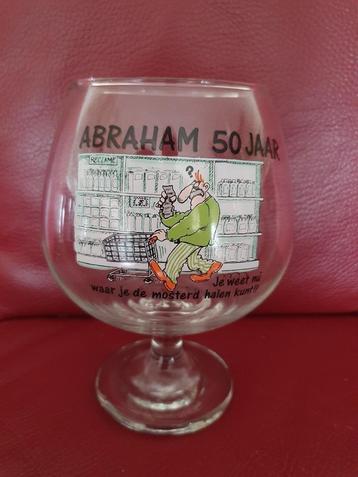 ABRAHAM 50 JAAR
RECLAME
?
Je weet nu
waar je de mosterd halen kunt!!